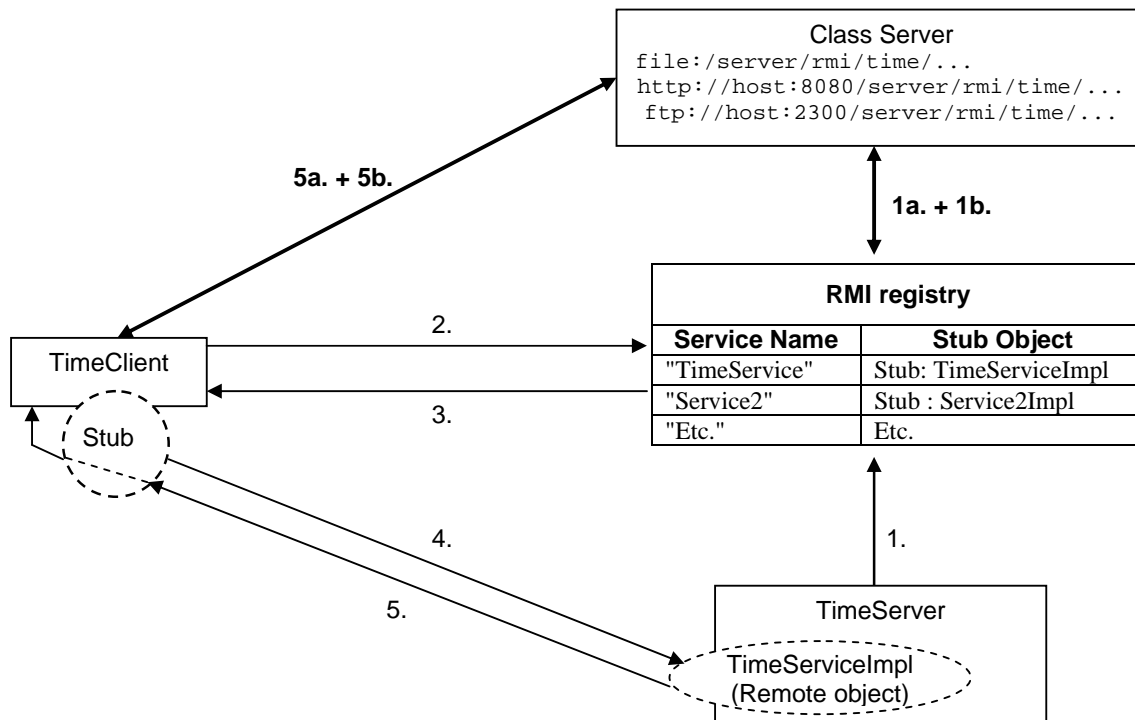 Class Server
file:/server/rmi/time/...
http://host:8080/server/rmi/time/...
ftp://host:2300/server/rmi/time/...
5a. + 5b.
1a. + 1b.
RMI registry
Service Name Stub Object
"TimeService" Stub: TimeServiceImpl
"Service2" Stub : Service2Impl
"Etc." Etc.
2.
TimeClient
3.
Stub
4.
1.
5.
TimeServer
TimeServiceImpl
(Remote object)